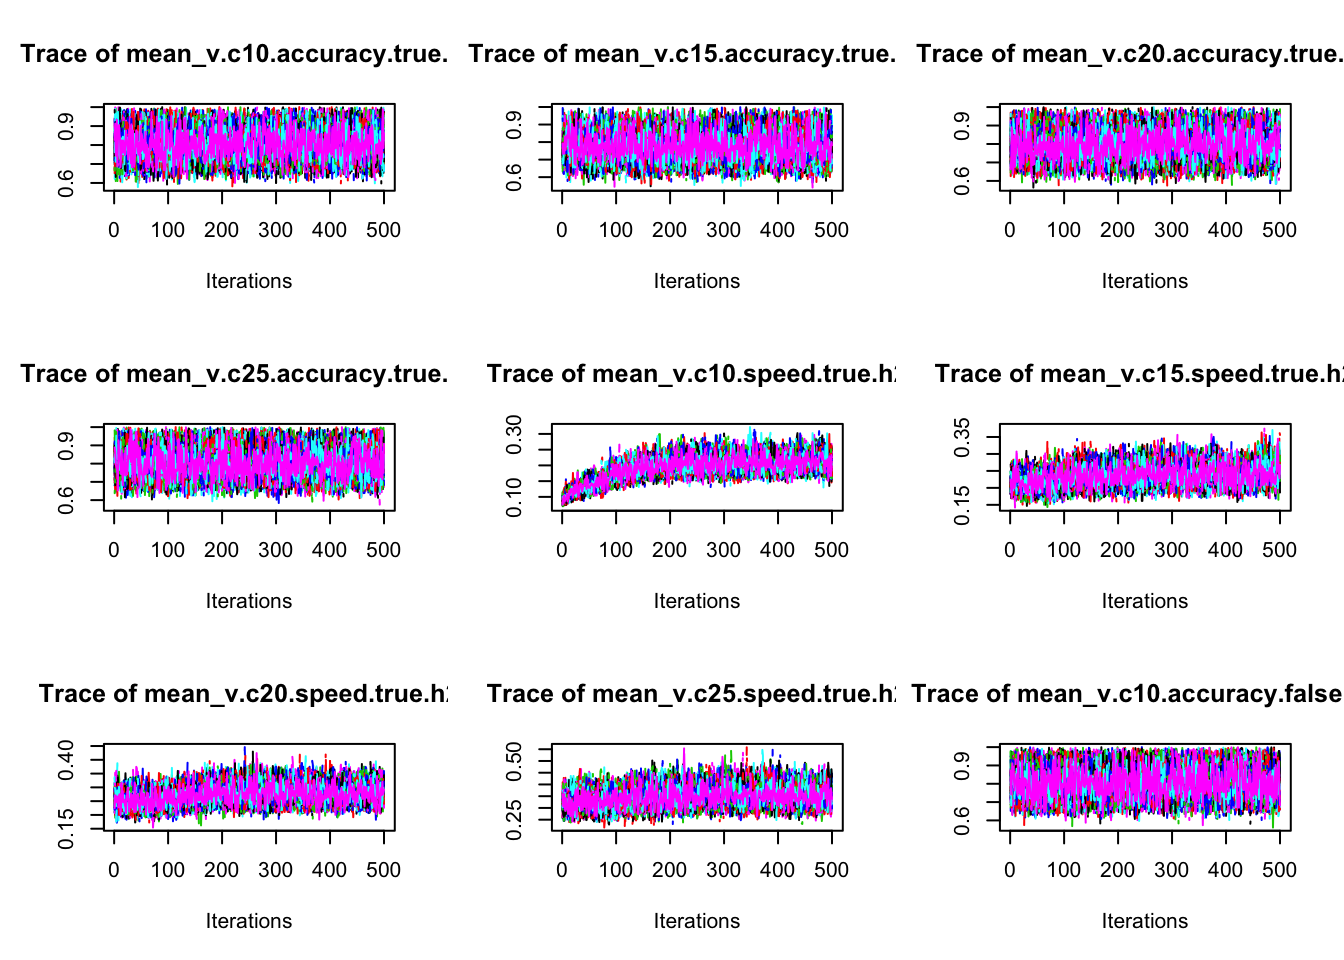 Trace of mean_v.c10.accuracy.true.
0.9
0.6
0 100 200 300 400 500
Iterations
Trace of mean_v.c15.accuracy.true.
0.9
0.6
0 100 200 300 400 500
Iterations
Trace of mean_v.c20.accuracy.true.
0.9
0.6
0 100 200 300 400 500
Iterations
Trace of mean_v.c25.accuracy.true.
0.9
0.6
0 100 200 300 400 500
Iterations
Trace of mean_v.c10.speed.true.h2
0.30
0.10
0 100 200 300 400 500
Iterations
Trace of mean_v.c15.speed.true.h2
0.35
0.15
0 100 200 300 400 500
Iterations
Trace of mean_v.c20.speed.true.h2
0.40
0.15
0 100 200 300 400 500
Iterations
Trace of mean_v.c25.speed.true.h2
0.50
0.25
0 100 200 300 400 500
Iterations
Trace of mean_v.c10.accuracy.false
0.9
0.6
0 100 200 300 400 500
Iterations